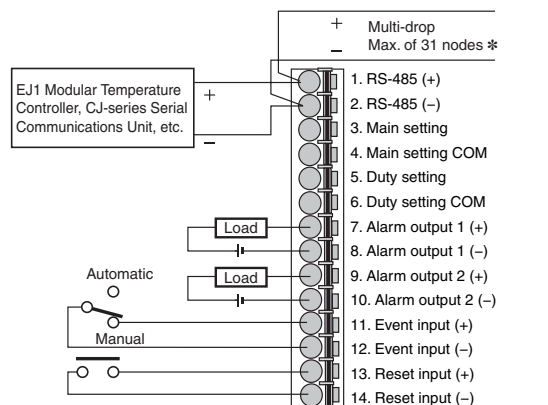 + Multi-drop
− Max. of 31 nodes ✻
EJ1 Modular Temperature
Controller, CJ-series Serial
Communications Unit, etc.
+
−
1. RS-485 (+)
2. RS-485 (−)
3. Main setting
4. Main setting COM
5. Duty setting
6. Duty setting COM
Load
7. Alarm output 1 (+)
8. Alarm output 1 (−)
Load
9. Alarm output 2 (+)
10. Alarm output 2 (−)
Automatic
11. Event input (+)
Manual
12. Event input (−)
13. Reset input (+)
14. Reset input (−)